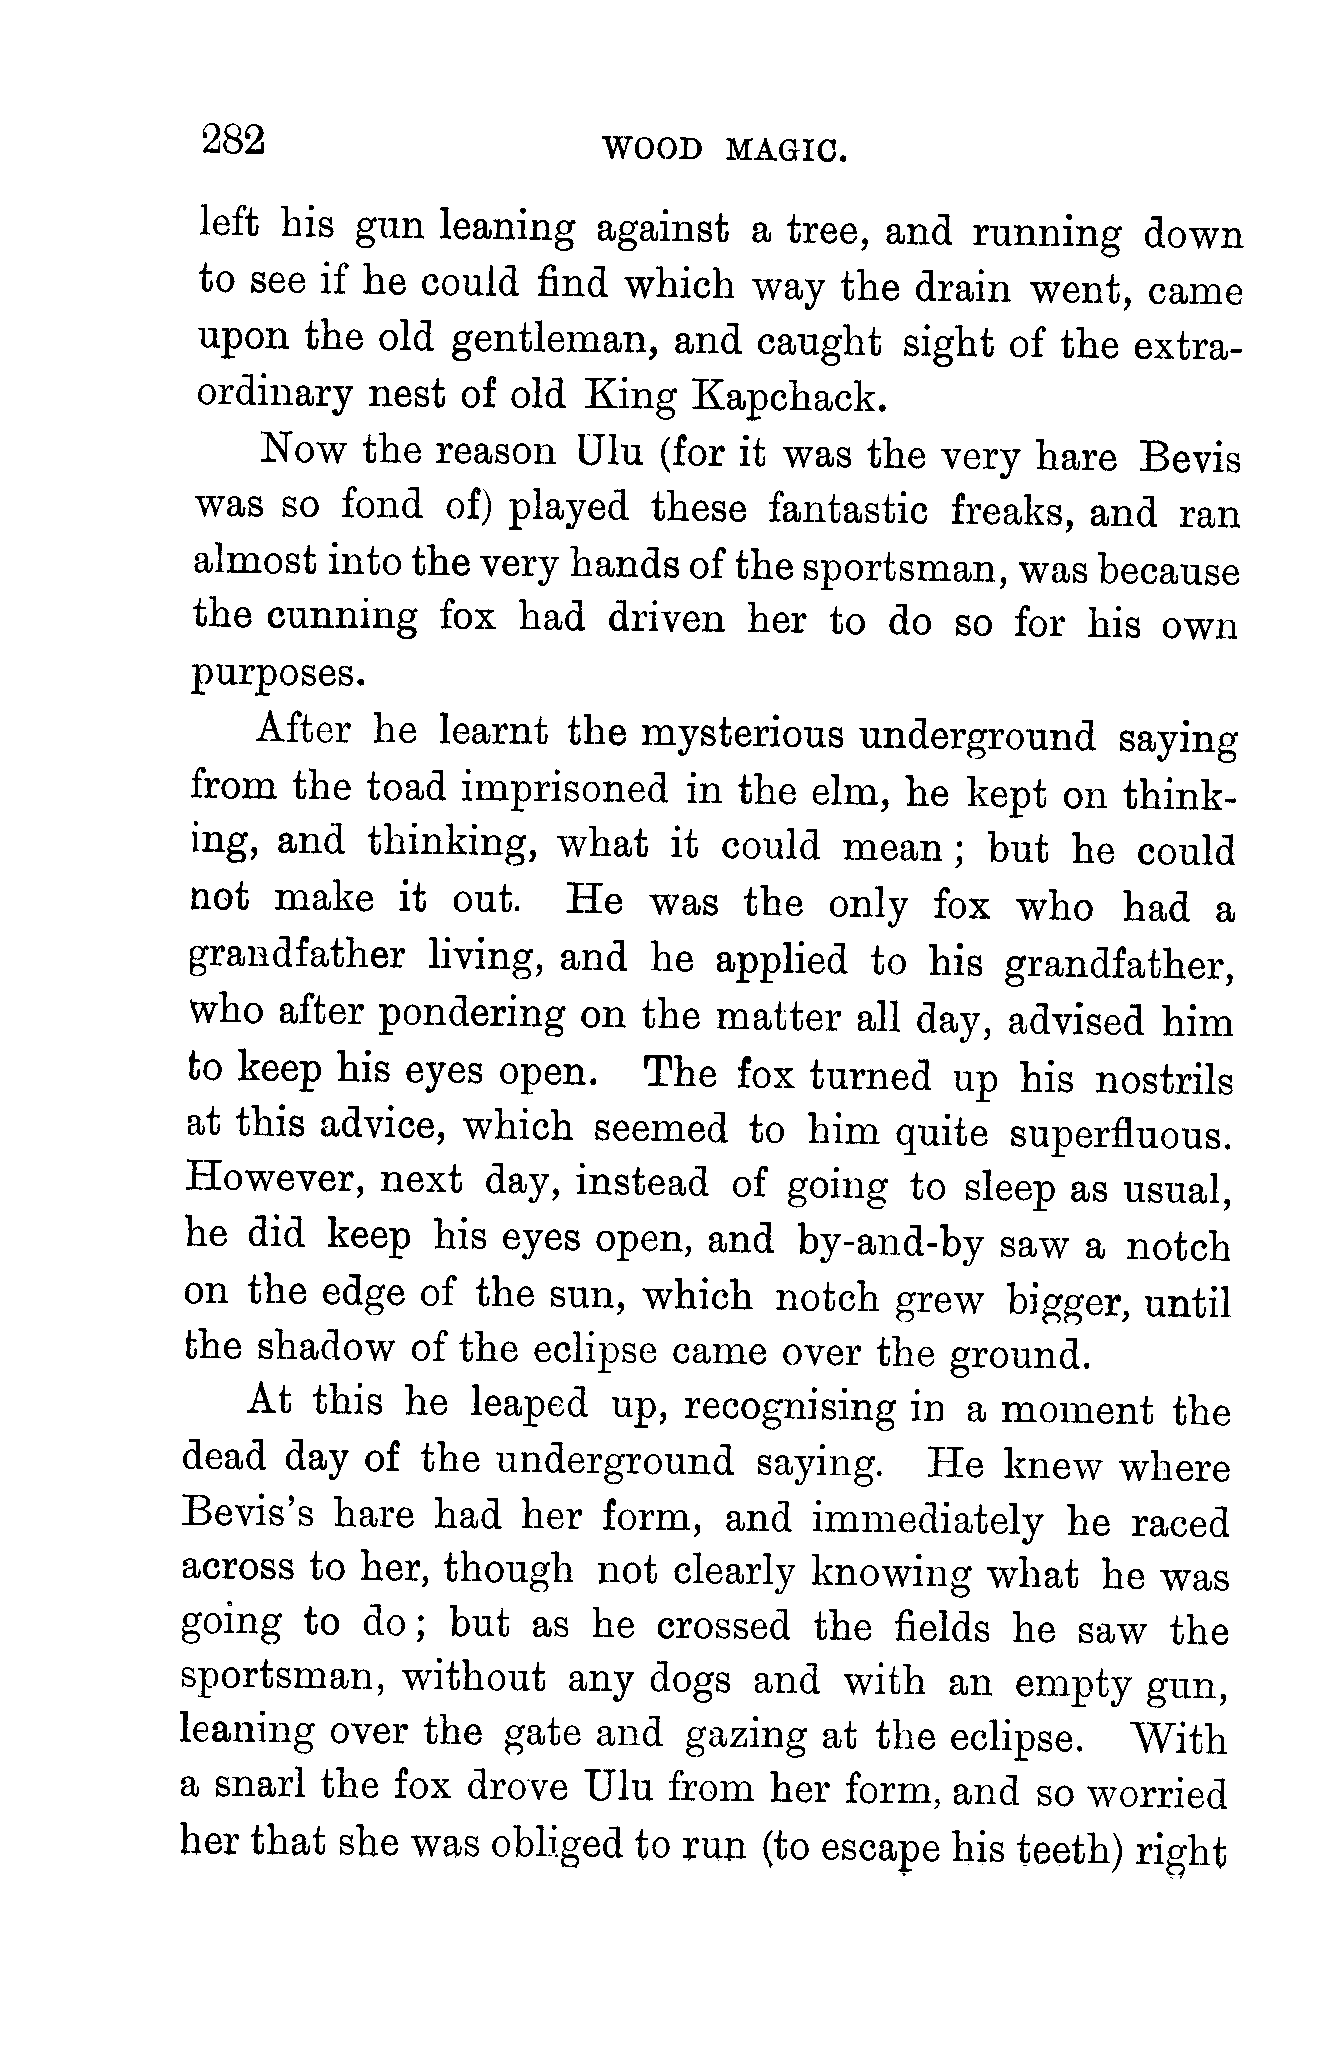 282 WOOD MAGIC.
left his gun leaning against a tree, and running down
to see if he could find which way the drain went, came
upon the old gentleman, and caught sight of the extra-
ordinary nest of old King Kapchack.
Now the reason Ulu (for it was the very hare Bevis
was so fond of) played these fantastic freaks, and ran
almost into the very hands of the sportsman, was because
the cunning fox had driven her to do so for his own
purposes.
After he learnt the mysterious underground saying
from the toad imprisoned in the elm, he kept on think-
ing, and thinking, what it could mean; but he could
not make it out. He was the only fox who had a
grandfather living, and he applied to his grandfather,
who after pondering on the matter all day, advised him
to keep his eyes open. The fox turned up his nostrils
at this advice, which seemed to him quite superfluous.
However, next day, instead of going to sleep as usual,
he did keep his eyes open, and by-and-by saw a notch
on the edge of the sun, which notch grew bigger, until
the shadow of the eclipse came over the ground.
At this he leaped up, recognising in a moment the
dead day of the underground saying. He knew where
Bevis's hare had her form, and immediately he raced
across to her, though not clearly knowing what he was
going to do; but as he crossed the fields he saw the
sportsman, without any dogs and with an empty gun,
leaning over the gate and gazing at the eclipse. With
a snarl the fox drove Ulu from her form, and so worried
her that she was obliged to run (to escape his teeth) right